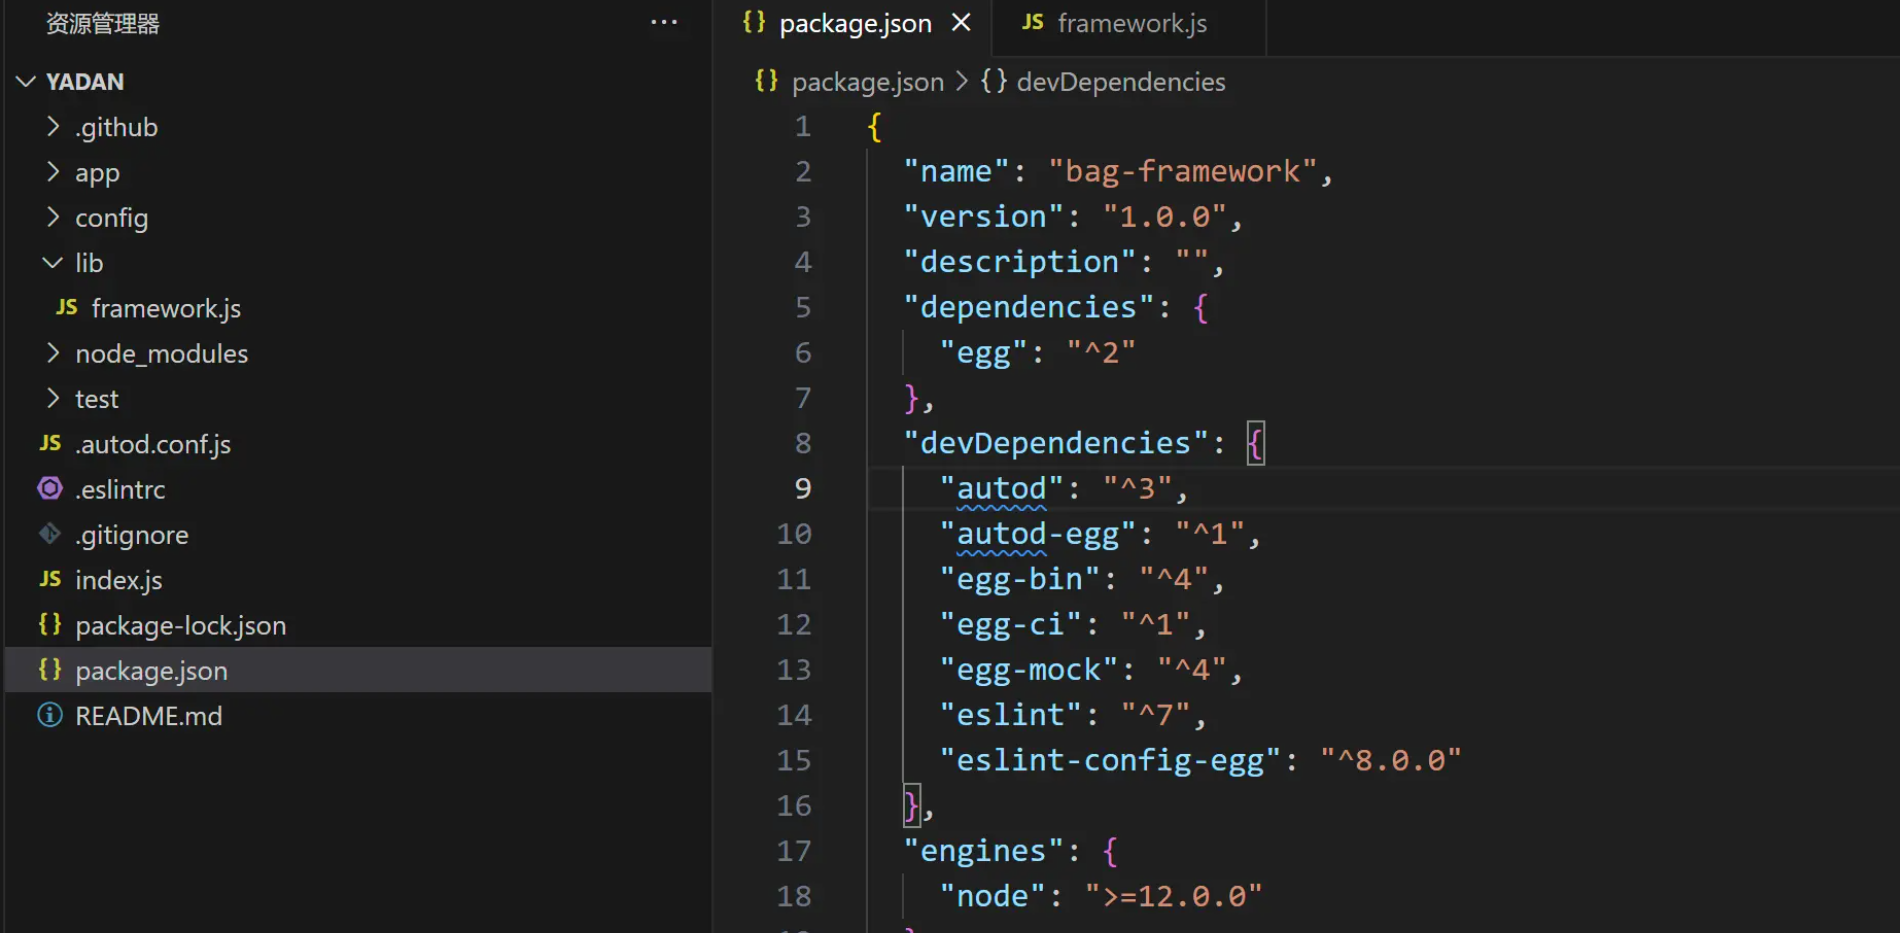 资源管理器
···
YADAN
.github
app
config
lib
JS framework.js
node_modules
test
JS .autod.conf.js
.eslintrc
.gitignore
JS index.js
{} package-lock.json
{} package.json
README.md
{} package.json ×
JS framework.js
{} package.json > {} devDependencies
1 {
2 "name": "bag-framework",
3 "version": "1.0.0",
4 "description": "",
5 "dependencies": {
6 "egg": "^2"
7 },
8 "devDependencies": {
9 "autod": "^3",
10 "autod-egg": "^1",
11 "egg-bin": "^4",
12 "egg-ci": "^1",
13 "egg-mock": "^4",
14 "eslint": "^7",
15 "eslint-config-egg": "^8.0.0"
16 },
17 "engines": {
18 "node": ">=12.0.0"